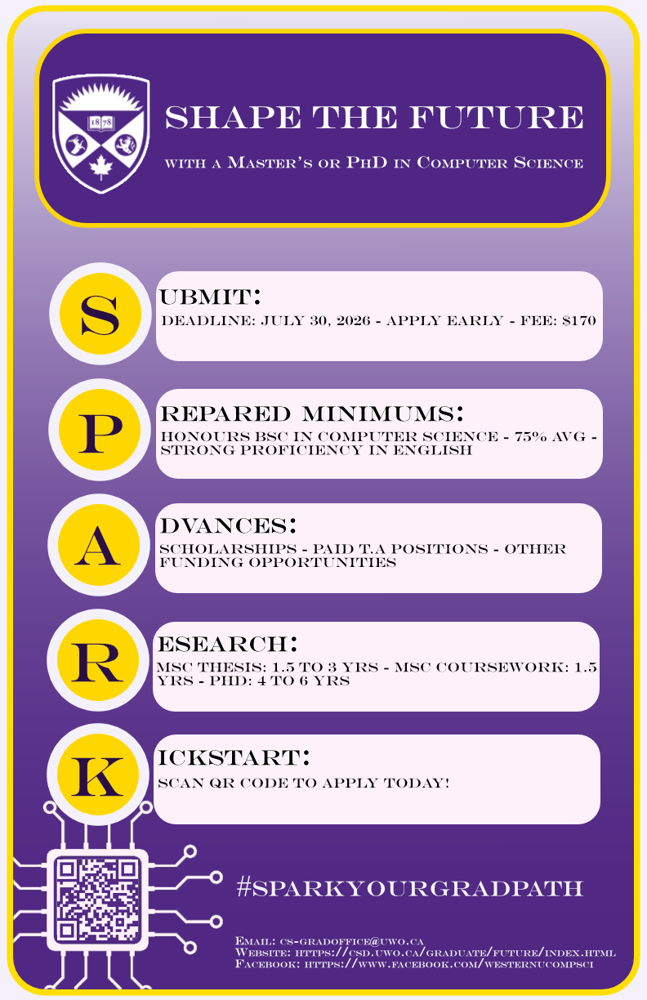 1878
SHAPE THE FUTURE
WITH A MASTER'S OR PHD IN COMPUTER SCIENCE
S
UBMIT:
DEADLINE: JULY 30, 2026 - APPLY EARLY - FEE: $170
P
REPARED MINIMUMS:
HONOURS BSC IN COMPUTER SCIENCE - 75% AVG -
STRONG PROFICIENCY IN ENGLISH
A
DVANCES:
SCHOLARSHIPS - PAID T.A POSITIONS - OTHER
FUNDING OPPORTUNITIES
R
ESEARCH:
MSC THESIS: 1.5 TO 3 YRS - MSC COURSEWORK: 1.5
YRS - PHD: 4 TO 6 YRS
K
ICKSTART:
SCAN QR CODE TO APPLY TODAY!
#SPARKYOURGRADPATH
EMAIL: CS-GRADOFFICE@UWO.CA
WEBSITE: HTTPS://CSD.UWO.CA/GRADUATE/FUTURE/INDEX.HTML
FACEBOOK: HTTPS://WWW.FACEBOOK.COM/WESTERNUCOMPSCI